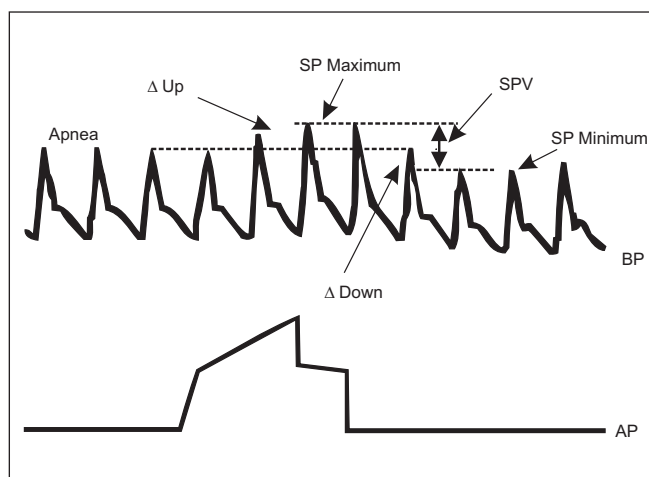 SP Maximum
SPV
Δ Up
Apnea
SP Minimum
BP
Δ Down
AP